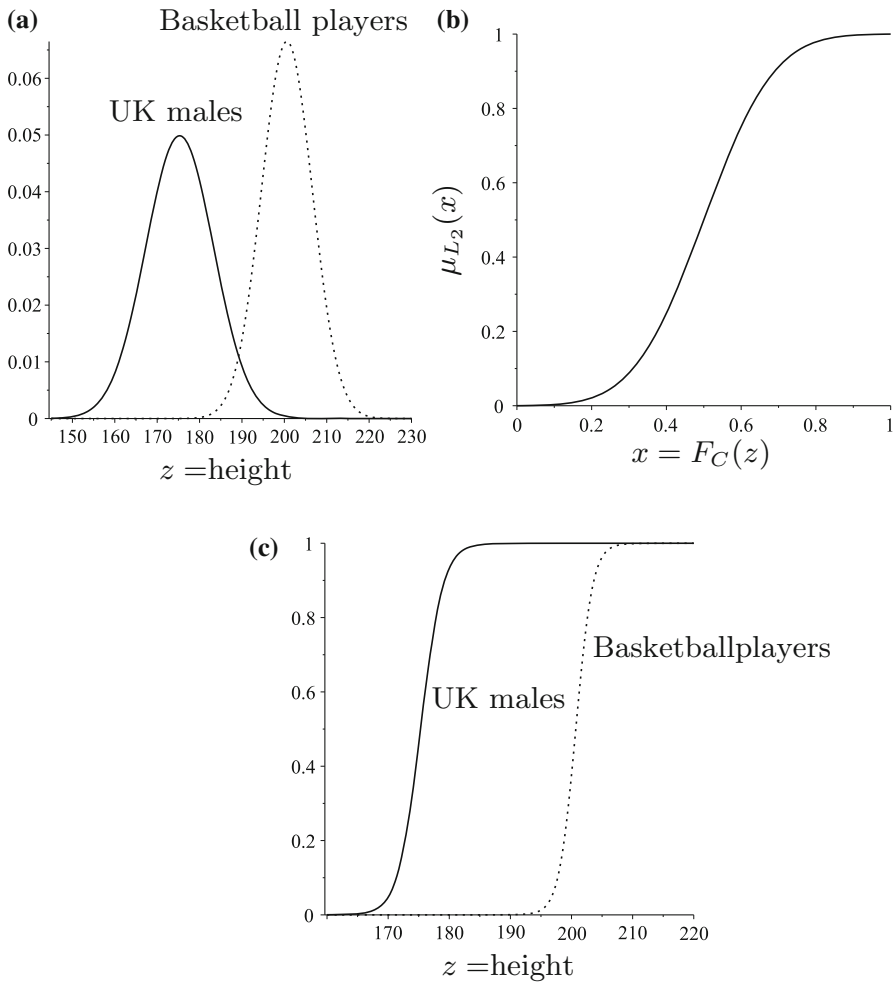 (a)
Basketball players
UK males
0.06
0.05
0.04
0.03
0.02
0.01
0
150 160 170 180 190 200 210 220 230
z =height
(b)
1
0.8
0.6
0.4
0.2
0
μ_{L_2}(x)
0 0.2 0.4 0.6 0.8 1
x = F_C(z)
(c)
1
0.8
0.6
0.4
0.2
0
Basketballplayers
UK males
170 180 190 200 210 220
z =height